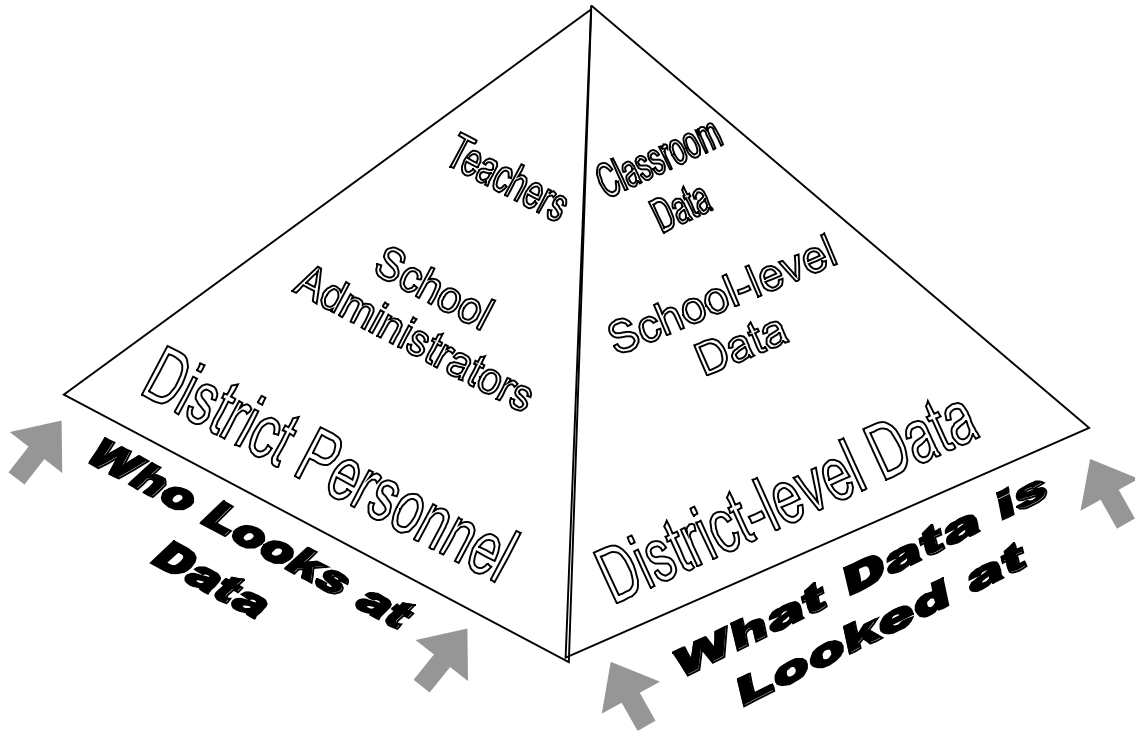 Teachers
School
Administrators
District Personnel
Who Looks at
Data
Classroom
Data
School-level
Data
District-level Data
What Data is
Looked at